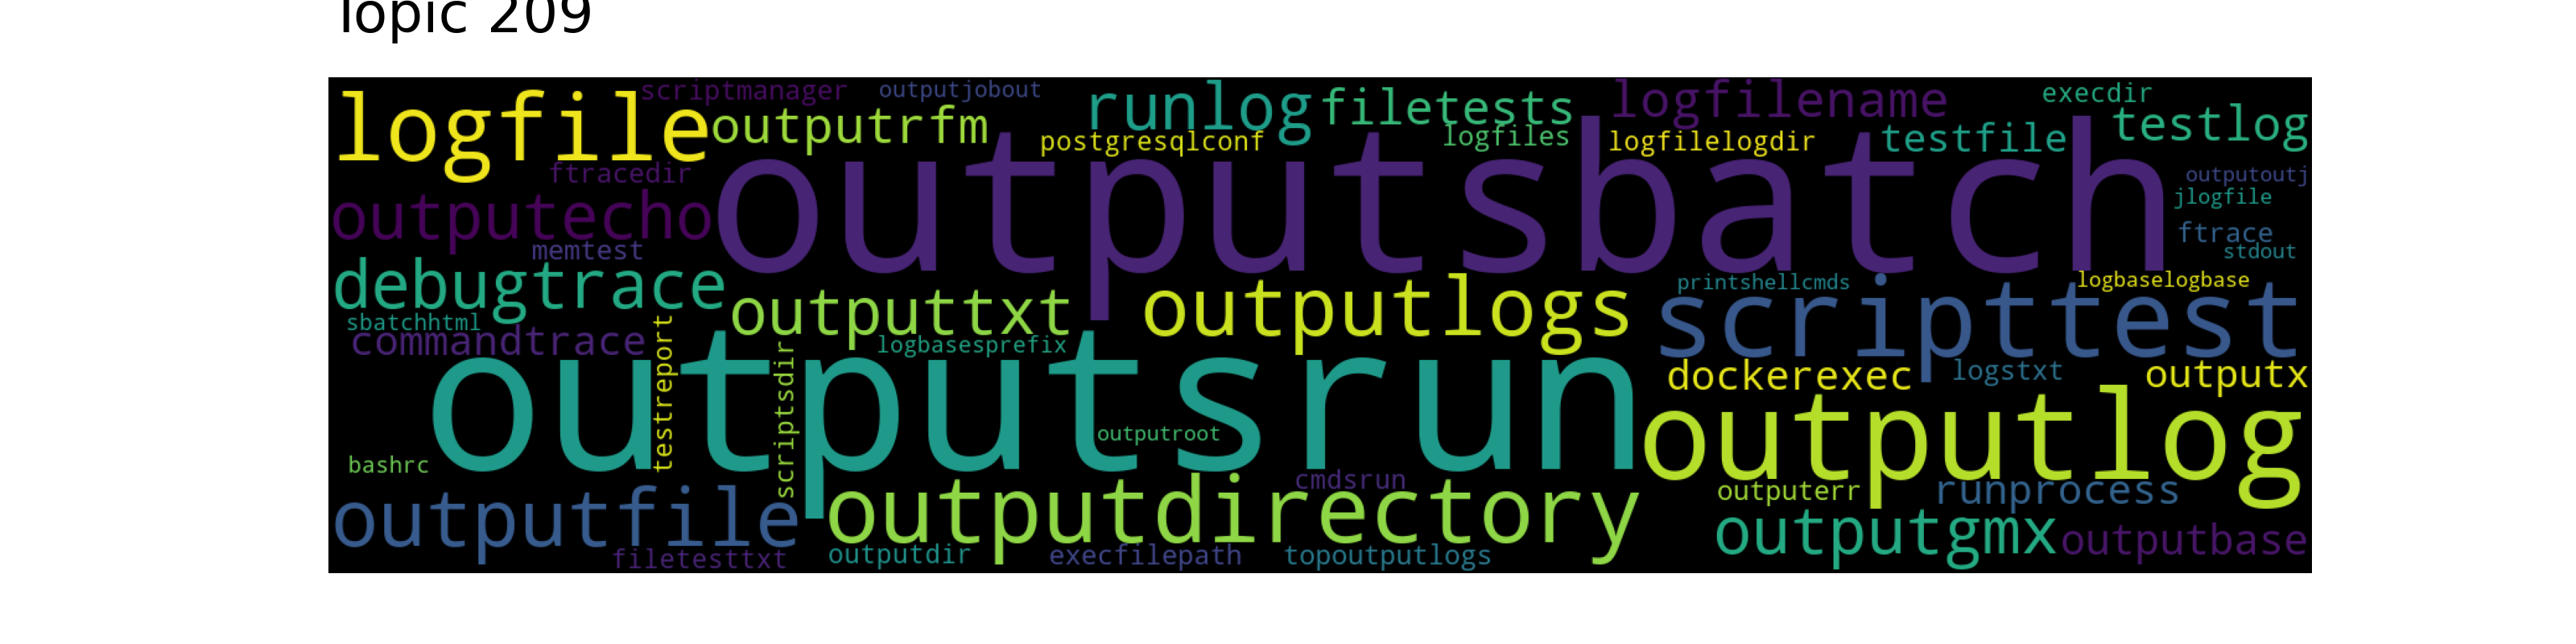 Topic 209
scriptmanager outputjobout execdir
logfile outputrfm runlog filetests logfilename testlog
postgresqlconf logfiles logfilelogdir testfile
ftracedir outputsbatch outputoutj
outputecho jlogfile
memtest ftrace
stdout
debugtrace outputtxt outputlogs printshellcmds logbaselogbase
sbatchhtml scripttest
commandtrace logbasesprefix
testreport scriptsdir dockerexec logstxt outputx
outputsrun outputlog
outputroot
bashrc cmdsrun
outputfile outputdirectory outputerr runprocess
outputgmx outputbase
filetesttxt outputdir execfilepath topoutputlogs